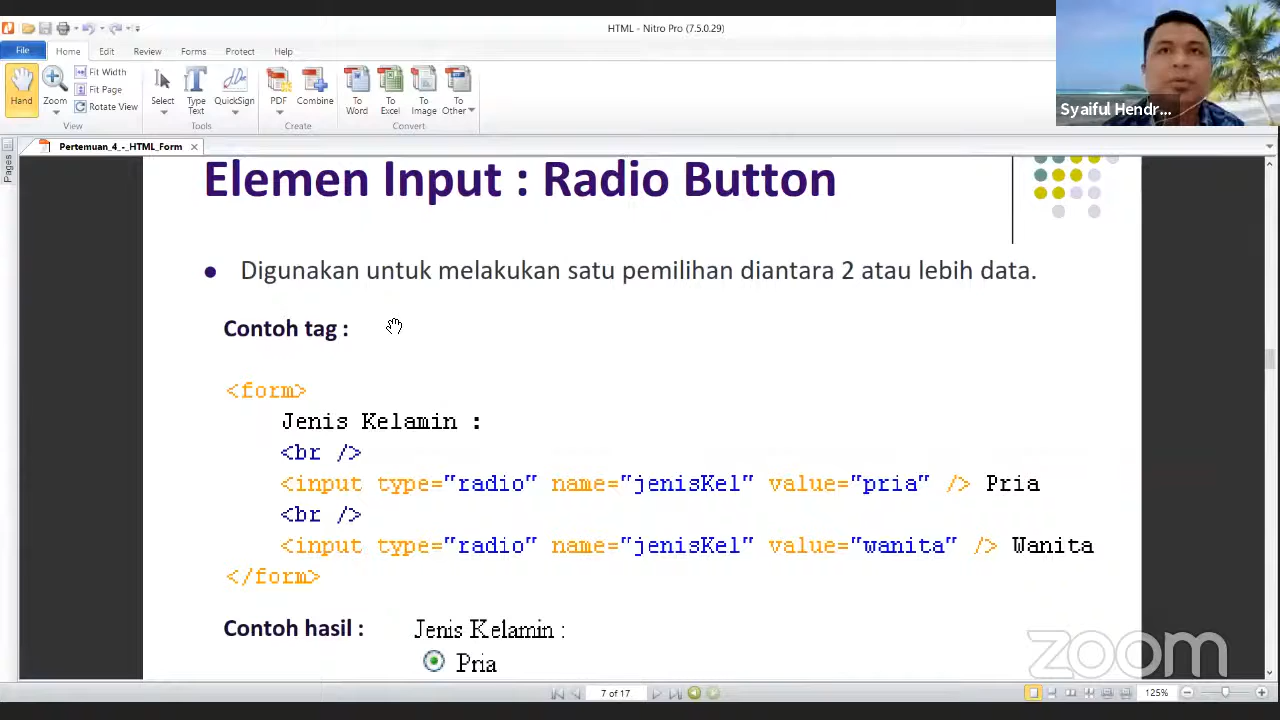 HTML - Nitro Pro (7.5.0.29)
File Home Edit Review Forms Protect Help
Hand
Zoom
Fit Width
Fit Page
Rotate View
View
Select
Type Text
QuickSign
Tools
PDF
Combine
Create
To Word
To Excel
To Image
To Other
Convert
Syaiful Hendr...
Pertemuan_4_-_HTML_Form
Pages
Elemen Input : Radio Button
Digunakan untuk melakukan satu pemilihan diantara 2 atau lebih data.
Contoh tag :
<form>
Jenis Kelamin :
<br />
<input type="radio" name="jenisKel" value="pria" /> Pria
<br />
<input type="radio" name="jenisKel" value="wanita" /> Wanita
</form>
Contoh hasil :
Jenis Kelamin :
Pria
zoom
7 of 17
125%